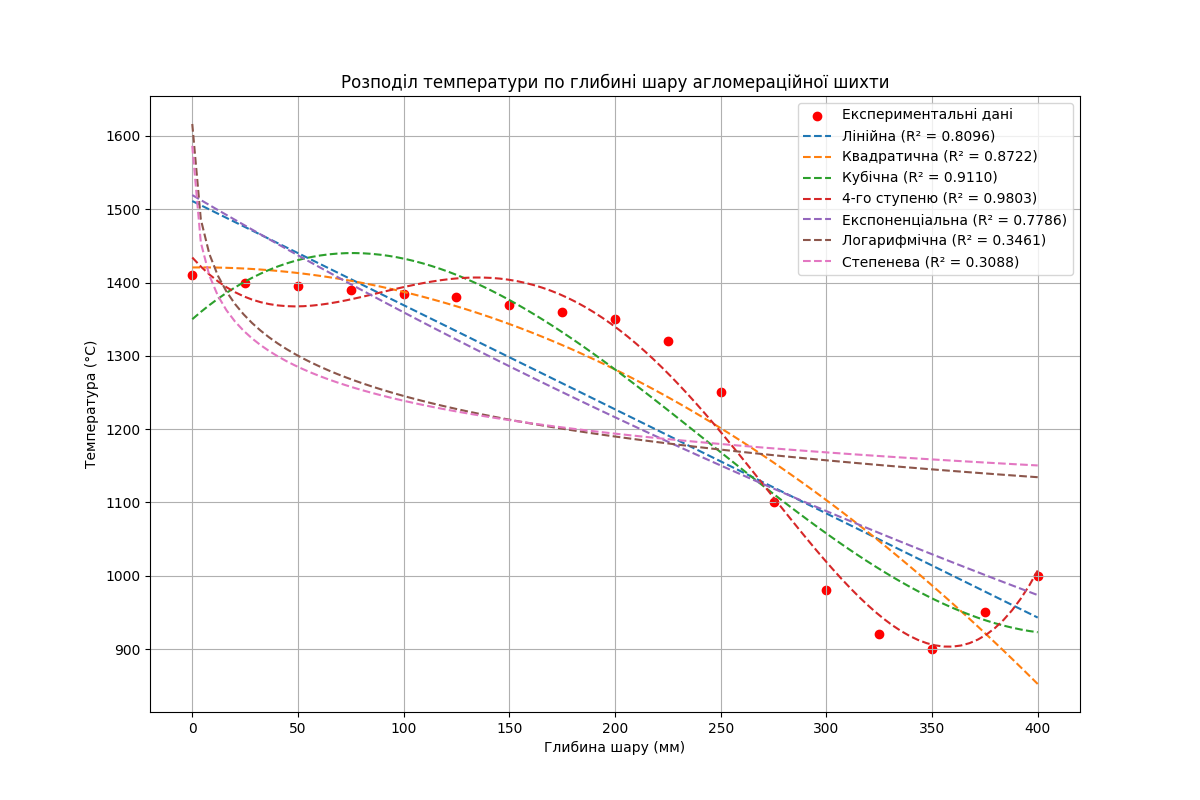 Розподіл температури по глибині шару агломераційної шихти
Експериментальні дані
Лінійна (R² = 0.8096)
Квадратична (R² = 0.8722)
Кубічна (R² = 0.9110)
4-го ступеню (R² = 0.9803)
Експоненціальна (R² = 0.7786)
Логарифмічна (R² = 0.3461)
Степенева (R² = 0.3088)
Температура (°C)
1600
1500
1400
1300
1200
1100
1000
900
0 50 100 150 200 250 300 350 400
Глибина шару (мм)